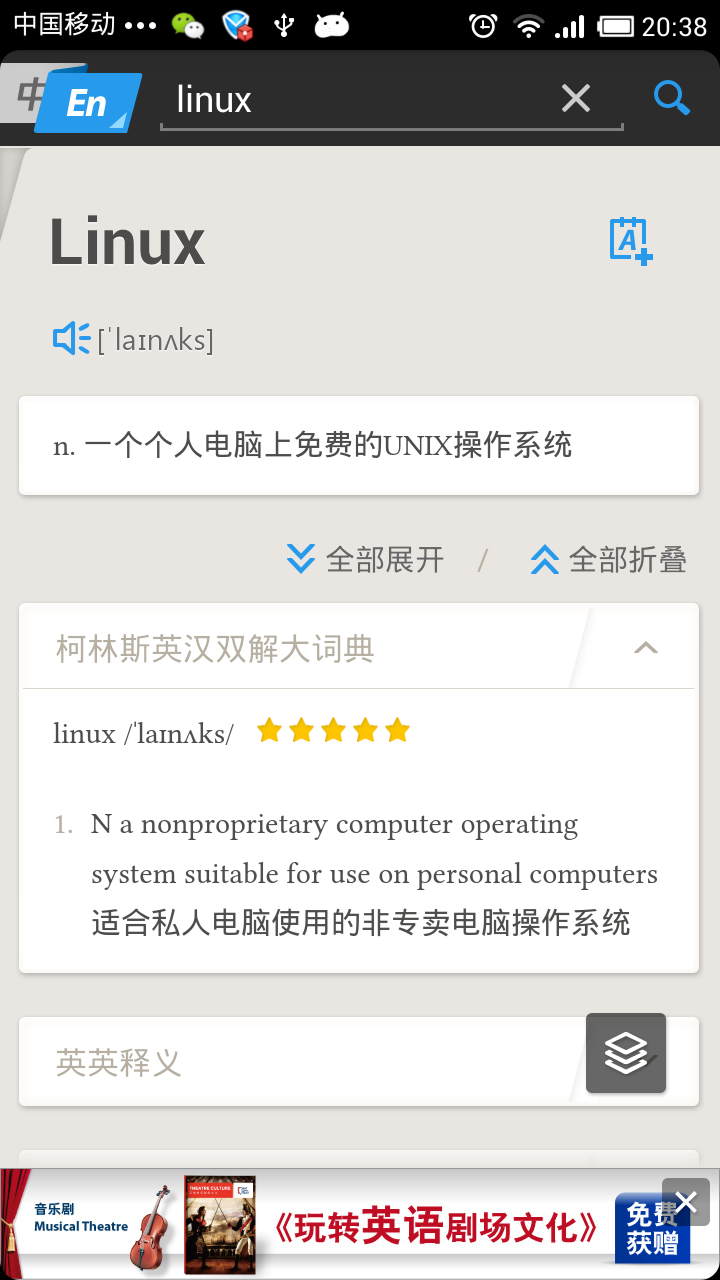 中国移动 ••• 20:38
中 En linux
Linux
[ˈlaɪnʌks]
n. 一个个人电脑上免费的UNIX操作系统
全部展开 / 全部折叠
柯林斯英汉双解大词典
linux /ˈlaɪnʌks/
1. N a nonproprietary computer operating
system suitable for use on personal computers
适合私人电脑使用的非专卖电脑操作系统
英英释义
音乐剧
Musical Theatre
THEATRE CULTURE
《玩转英语剧场文化》
免费
获赠